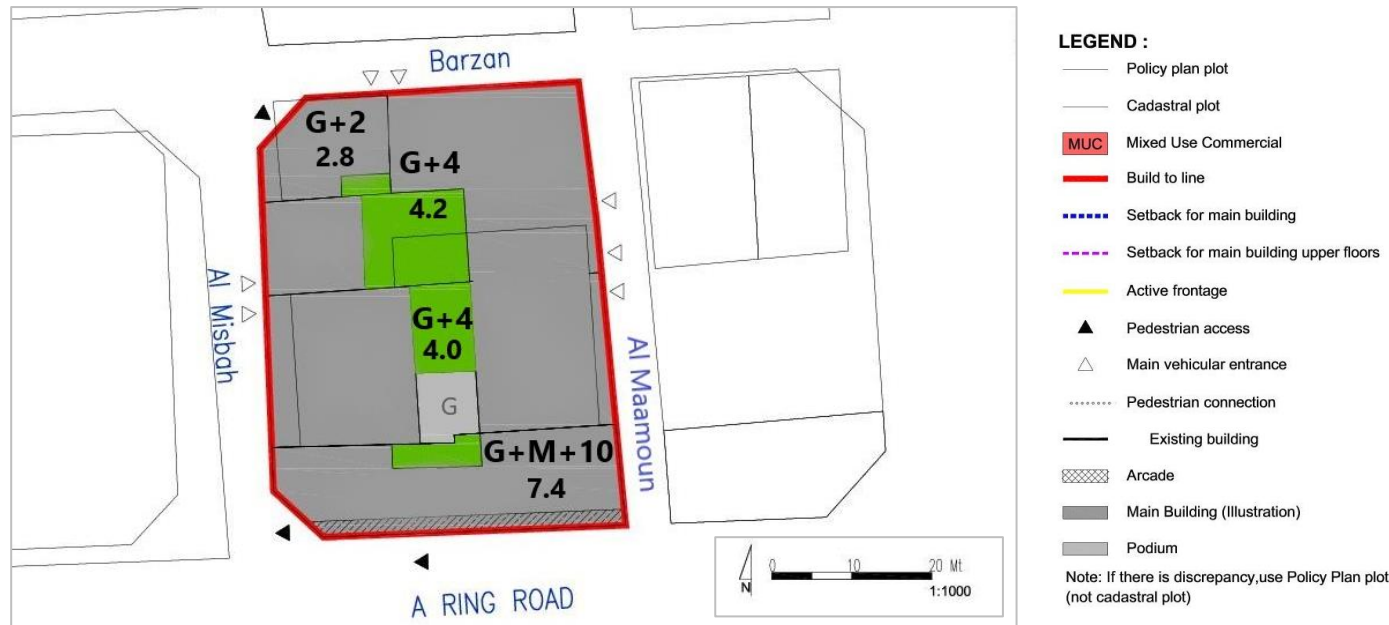 Barzan
G+2
2.8
G+4
4.2
Al Misbah
G+4
4.0
Al Maamoun
G
G+M+10
7.4
A RING ROAD
N
0 10 20 Mt.
1:1000
LEGEND :
Policy plan plot
Cadastral plot
MUC Mixed Use Commercial
Build to line
Setback for main building
Setback for main building upper floors
Active frontage
Pedestrian access
Main vehicular entrance
Pedestrian connection
Existing building
Arcade
Main Building (Illustration)
Podium
Note: If there is discrepancy,use Policy Plan plot
(not cadastral plot)